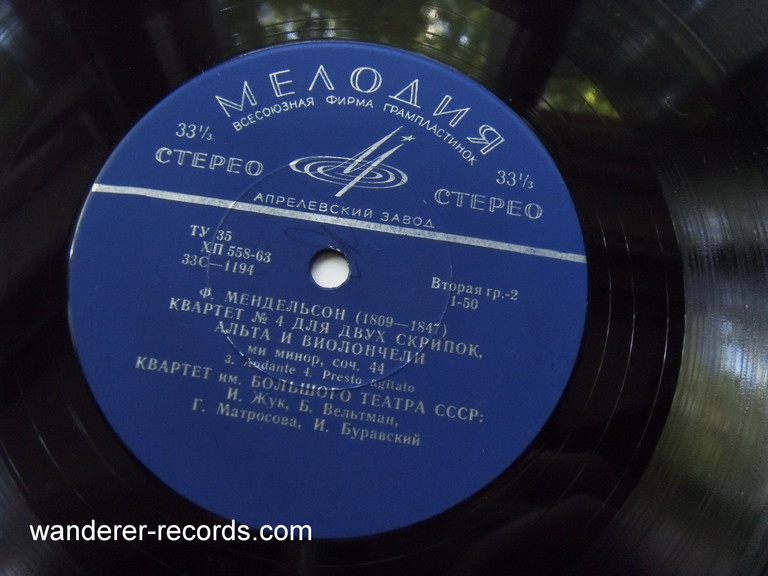 МЕЛОДИЯ
ВСЕСОЮЗНАЯ ФИРМА ГРАМПЛАСТИНОК
33⅓ 33⅓
СТЕРЕО СТЕРЕО
АПРЕЛЕВСКИЙ ЗАВОД
ТУ 35
ХП 558-63
33С—1194
Вторая гр.-2
1-50
Ф. МЕНДЕЛЬСОН (1809—1847)
КВАРТЕТ № 4 ДЛЯ ДВУХ СКРИПОК,
АЛЬТА И ВИОЛОНЧЕЛИ
ми минор, соч. 44
3. Andante 4. Presto agitato
КВАРТЕТ им. БОЛЬШОГО ТЕАТРА СССР:
И. Жук, Б. Вельтман,
Г. Матросова, И. Буравский
wanderer-records.com